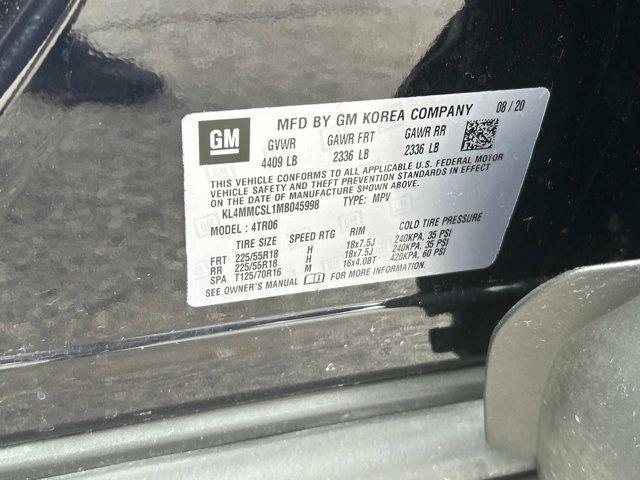 MFD BY GM KOREA COMPANY 08 / 20
GM GVWR GAWR FRT GAWR RR
4409 LB 2336 LB 2336 LB
THIS VEHICLE CONFORMS TO ALL APPLICABLE U.S. FEDERAL MOTOR
VEHICLE SAFETY AND THEFT PREVENTION STANDARDS IN EFFECT
ON THE DATE OF MANUFACTURE SHOWN ABOVE.
KL4MMCSL1MB045998 TYPE: MPV
MODEL : 4TR06
TIRE SIZE SPEED RTG RIM COLD TIRE PRESSURE
FRT 225/55R18 H 18x7.5J 240KPA, 35 PSI
RR 225/55R18 H 18x7.5J 240KPA, 35 PSI
SPA T125/70R16 M 16x4.0BT 420KPA, 60 PSI
SEE OWNER'S MANUAL FOR MORE INFORMATION.